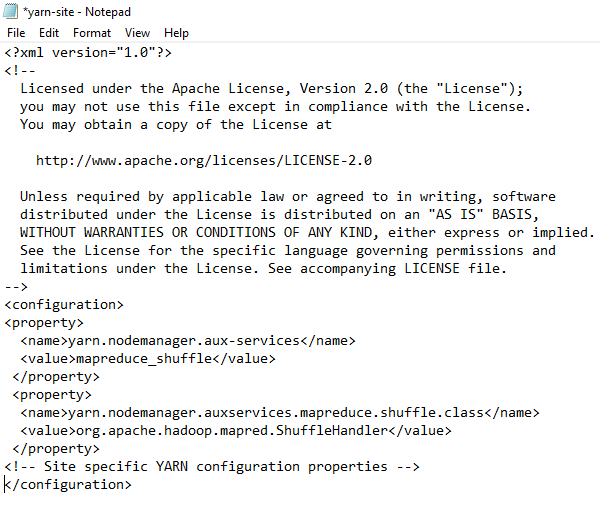 *yarn-site - Notepad
File Edit Format View Help
<?xml version="1.0"?>
<!--
  Licensed under the Apache License, Version 2.0 (the "License");
  you may not use this file except in compliance with the License.
  You may obtain a copy of the License at

    http://www.apache.org/licenses/LICENSE-2.0

  Unless required by applicable law or agreed to in writing, software
  distributed under the License is distributed on an "AS IS" BASIS,
  WITHOUT WARRANTIES OR CONDITIONS OF ANY KIND, either express or implied.
  See the License for the specific language governing permissions and
  limitations under the License. See accompanying LICENSE file.
-->
<configuration>
<property>
  <name>yarn.nodemanager.aux-services</name>
  <value>mapreduce_shuffle</value>
 </property>
 <property>
  <name>yarn.nodemanager.auxservices.mapreduce.shuffle.class</name>
  <value>org.apache.hadoop.mapred.ShuffleHandler</value>
 </property>
<!-- Site specific YARN configuration properties -->
</configuration>